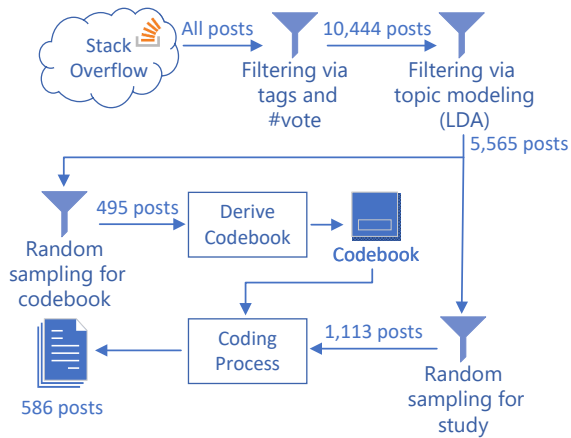 Stack
Overflow
All posts
Filtering via
tags and
#vote
10,444 posts
Filtering via
topic modeling
(LDA)
5,565 posts
Random
sampling for
codebook
495 posts
Derive
Codebook
Codebook
Coding
Process
1,113 posts
Random
sampling for
study
586 posts